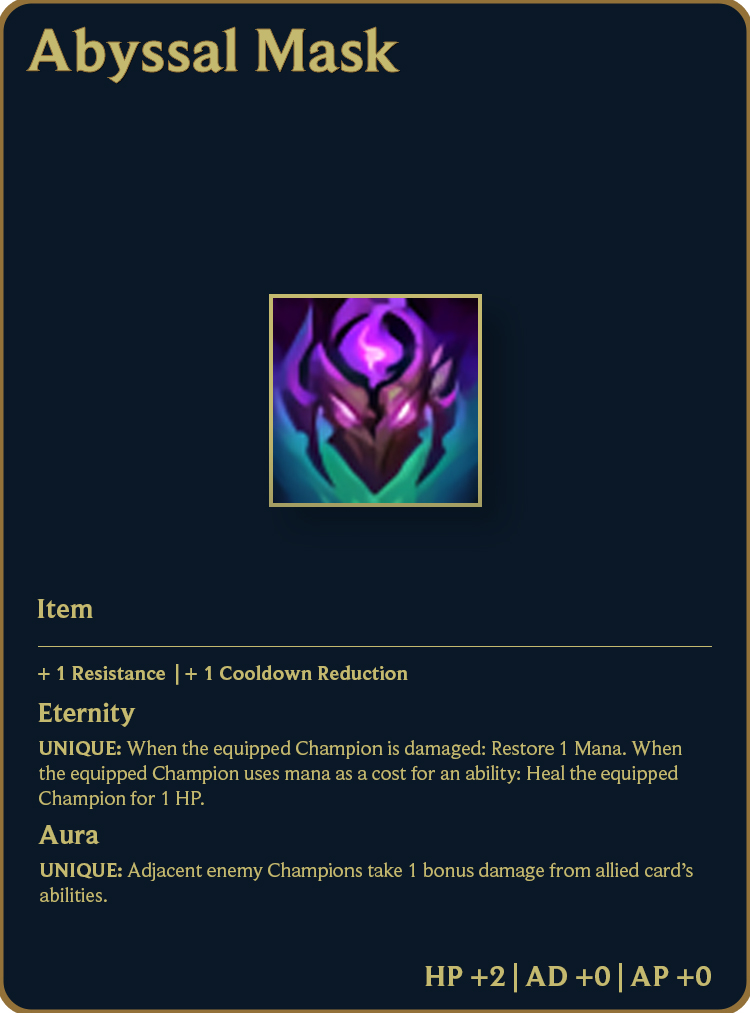 Abyssal Mask
Item
+ 1 Resistance | + 1 Cooldown Reduction
Eternity
UNIQUE: When the equipped Champion is damaged: Restore 1 Mana. When
the equipped Champion uses mana as a cost for an ability: Heal the equipped
Champion for 1 HP.
Aura
UNIQUE: Adjacent enemy Champions take 1 bonus damage from allied card's
abilities.
HP +2 | AD +0 | AP +0